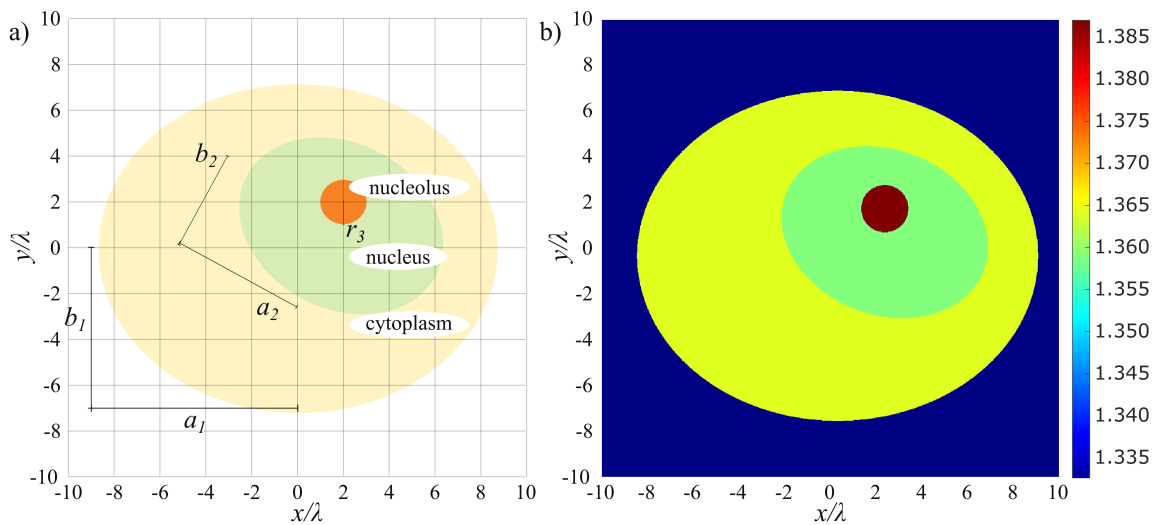 a)
10
8
6
4
2
0
-2
-4
-6
-8
-10
y/λ
-10 -8 -6 -4 -2 0 2 4 6 8 10
x/λ
b₂
a₂
b₁
a₁
r₃
nucleolus
nucleus
cytoplasm
b)
10
8
6
4
2
0
-2
-4
-6
-8
-10
y/λ
-10 -8 -6 -4 -2 0 2 4 6 8 10
x/λ
1.385
1.380
1.375
1.370
1.365
1.360
1.355
1.350
1.345
1.340
1.335